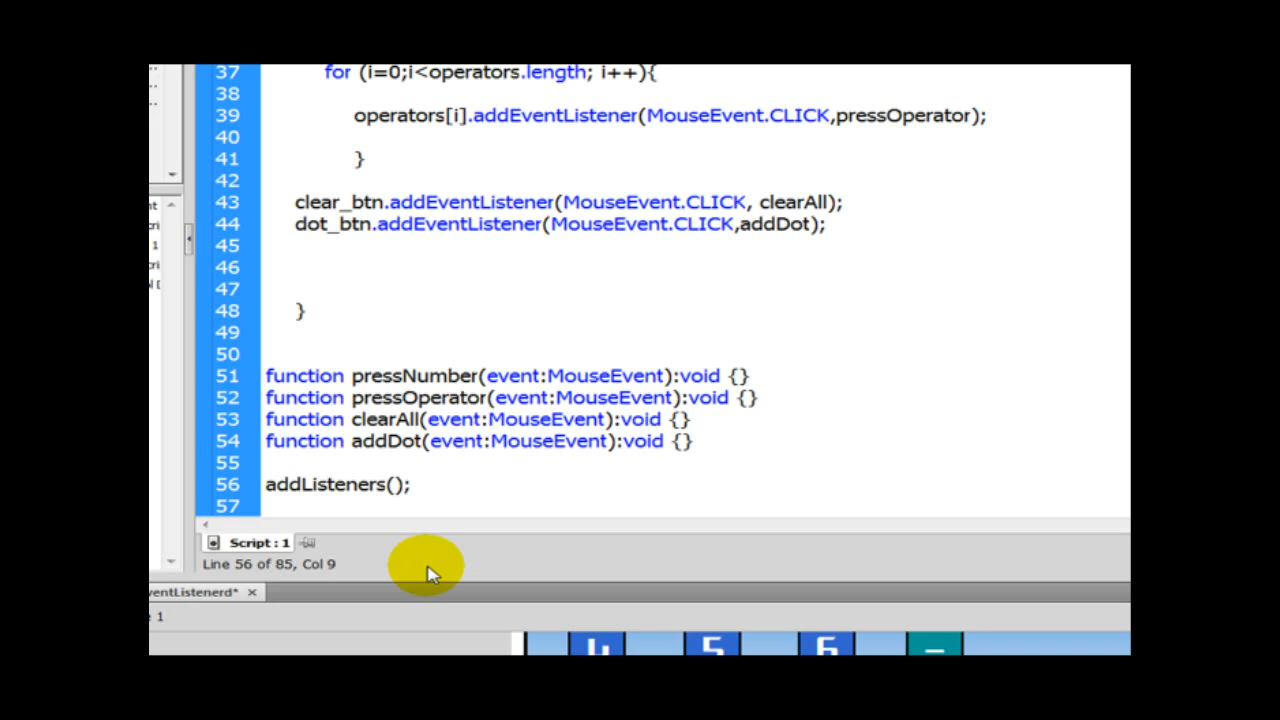 37 for (i=0;i<operators.length; i++){
38
39 operators[i].addEventListener(MouseEvent.CLICK,pressOperator);
40
41 }
42
43 clear_btn.addEventListener(MouseEvent.CLICK, clearAll);
44 dot_btn.addEventListener(MouseEvent.CLICK,addDot);
45
46
47
48 }
49
50
51 function pressNumber(event:MouseEvent):void {}
52 function pressOperator(event:MouseEvent):void {}
53 function clearAll(event:MouseEvent):void {}
54 function addDot(event:MouseEvent):void {}
55
56 addListeners();
57
Script : 1
Line 56 of 85, Col 9
ventListenerd* ×
1
4 5 6 −